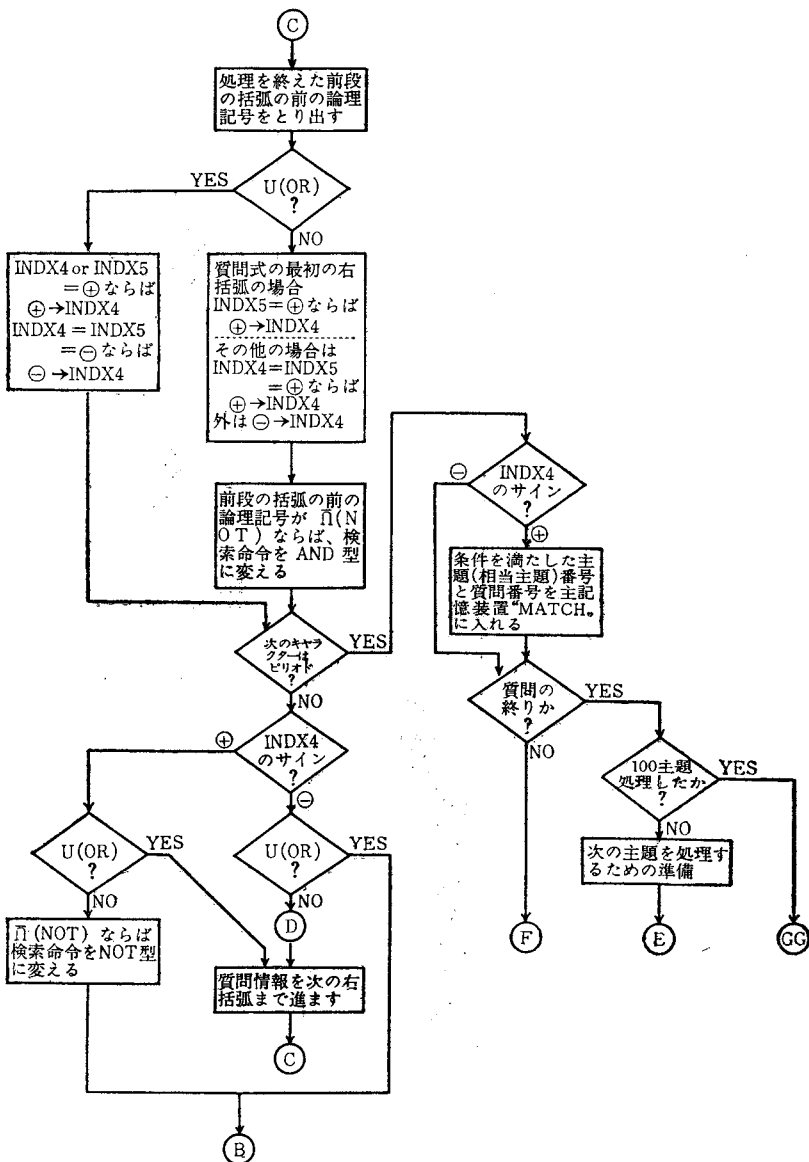 C
処理を終えた前段
の括弧の前の論理
記号をとり出す
YES
U(OR)
?
NO
INDX4 or INDX5
=⊕ならば
⊕→INDX4
INDX4=INDX5
=⊖ならば
⊖→INDX4
質問式の最初の右
括弧の場合
INDX5=⊕ならば
⊕→INDX4
その他の場合は
INDX4=INDX5
=⊕ならば
⊕→INDX4
外は⊖→INDX4
前段の括弧の前の
論理記号が Π̅(N
OT)ならば、検
索命令をAND型
に変える
次のキャラ
クターは
ピリオド
?
YES
NO
⊕
INDX4
のサイン
?
⊖
U(OR)
?
YES
NO
U(OR)
?
YES
NO
D
Π̅(NOT)ならば
検索命令をNOT型
に変える
質問情報を次の右
括弧まで進ます
C
B
⊖
INDX4
のサイン
?
⊕
条件を満たした主
題(相当主題)番号
と質問番号を主記
憶装置“MATCH„
に入れる
質問の
終りか
?
YES
NO
100主題
処理したか
?
YES
NO
次の主題を処理す
るための準備
F
E
GG